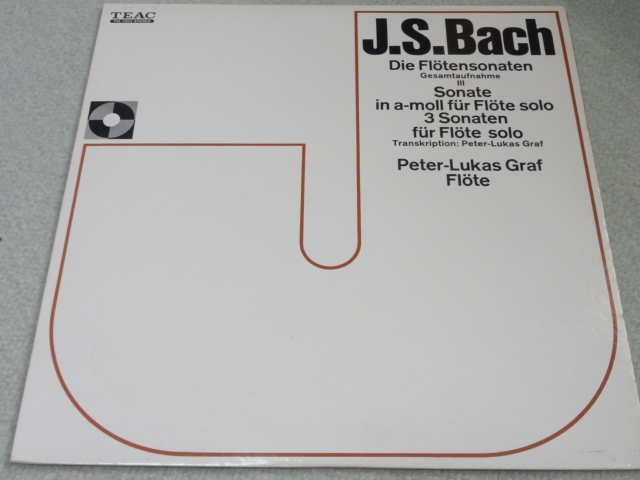 TEAC
J.S.Bach
Die Flötensonaten
Gesamtaufnahme
III
Sonate
in a-moll für Flöte solo
3 Sonaten
für Flöte solo
Transkription: Peter-Lukas Graf
Peter-Lukas Graf
Flöte